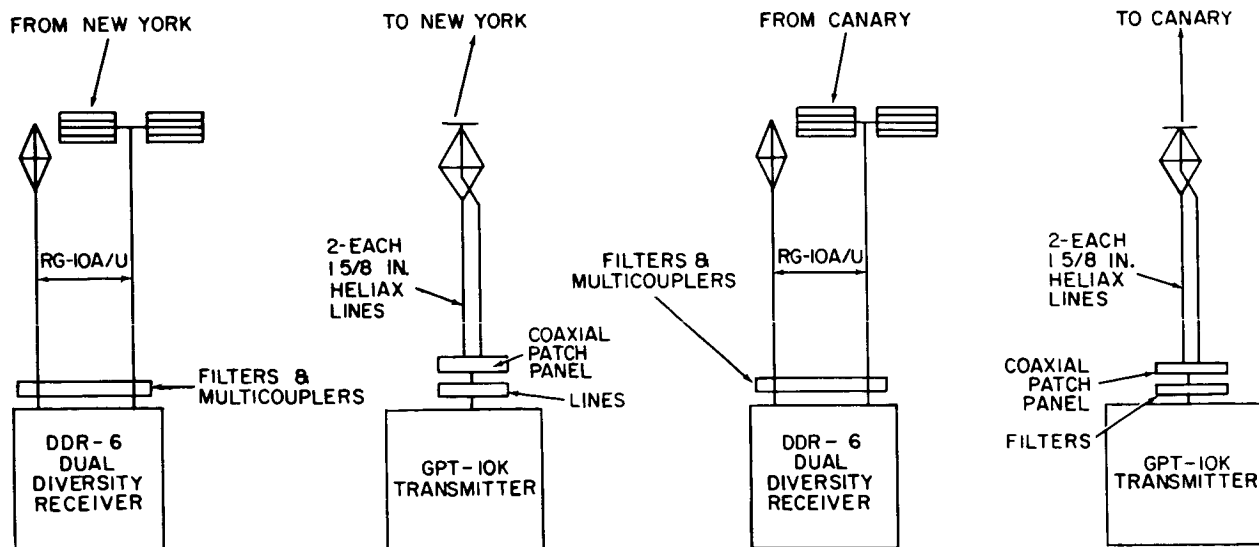 FROM NEW YORK
TO NEW YORK
FROM CANARY
TO CANARY
RG-10A/U
2-EACH
1 5/8 IN.
HELIAX
LINES
COAXIAL
PATCH
PANEL
FILTERS &
MULTICOUPLERS
LINES
DDR-6
DUAL
DIVERSITY
RECEIVER
GPT-10K
TRANSMITTER
FILTERS &
MULTICOUPLERS
RG-10A/U
DDR-6
DUAL
DIVERSITY
RECEIVER
2-EACH
1 5/8 IN.
HELIAX
LINES
COAXIAL
PATCH
PANEL
FILTERS
GPT-10K
TRANSMITTER